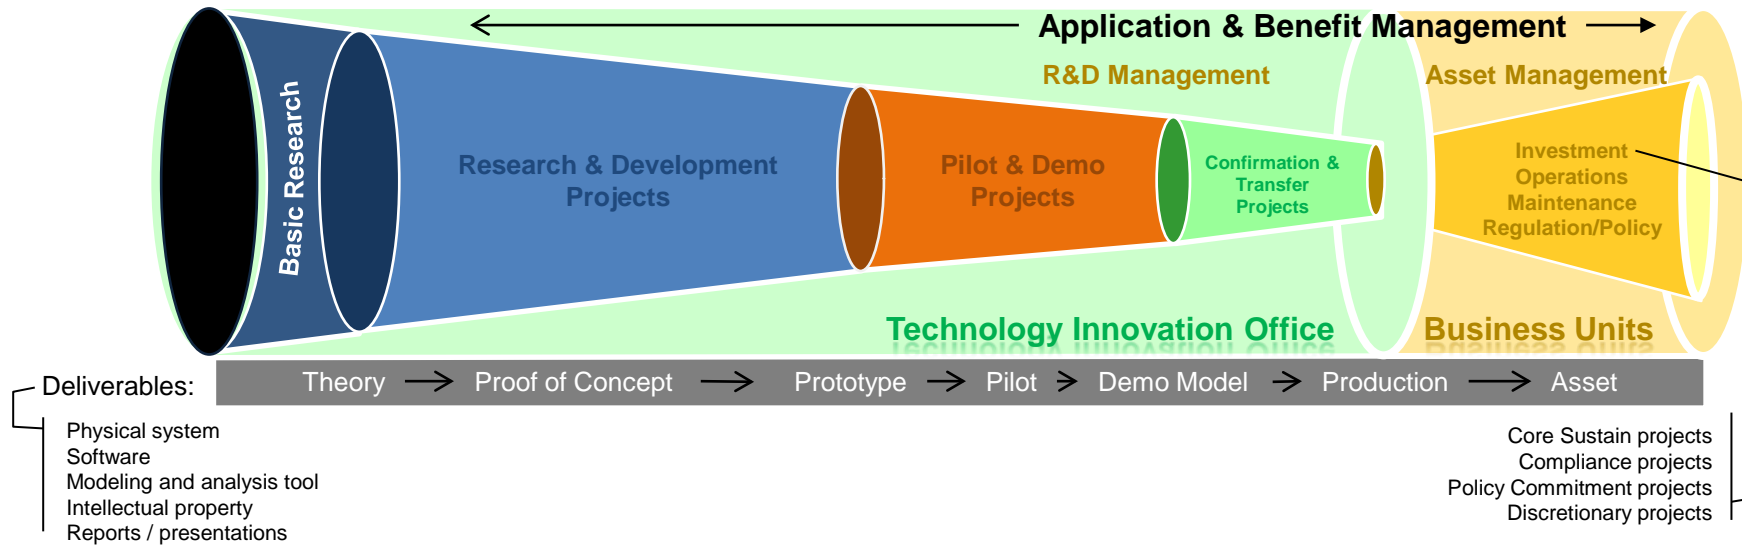 Application & Benefit Management
R&D Management
Asset Management
Basic Research
Research & Development
Projects
Pilot & Demo
Projects
Confirmation &
Transfer
Projects
Investment
Operations
Maintenance
Regulation/Policy
Technology Innovation Office
Business Units
Deliverables:
Theory
Proof of Concept
Prototype
Pilot
Demo Model
Production
Asset
Physical system
Software
Modeling and analysis tool
Intellectual property
Reports / presentations
Core Sustain projects
Compliance projects
Policy Commitment projects
Discretionary projects